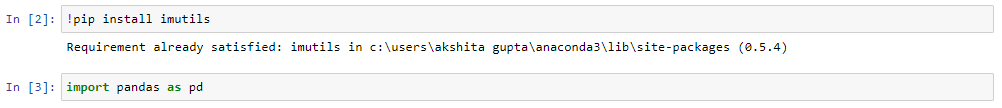 In [2]: !pip install imutils
Requirement already satisfied: imutils in c:\users\akshita gupta\anaconda3\lib\site-packages (0.5.4)
In [3]: import pandas as pd